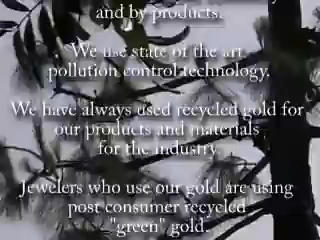 and by products.
We use state of the art
pollution control technology.
We have always used recycled gold for
our products and materials
for the industry.
Jewelers who use our gold are using
post consumer recycled
"green" gold.